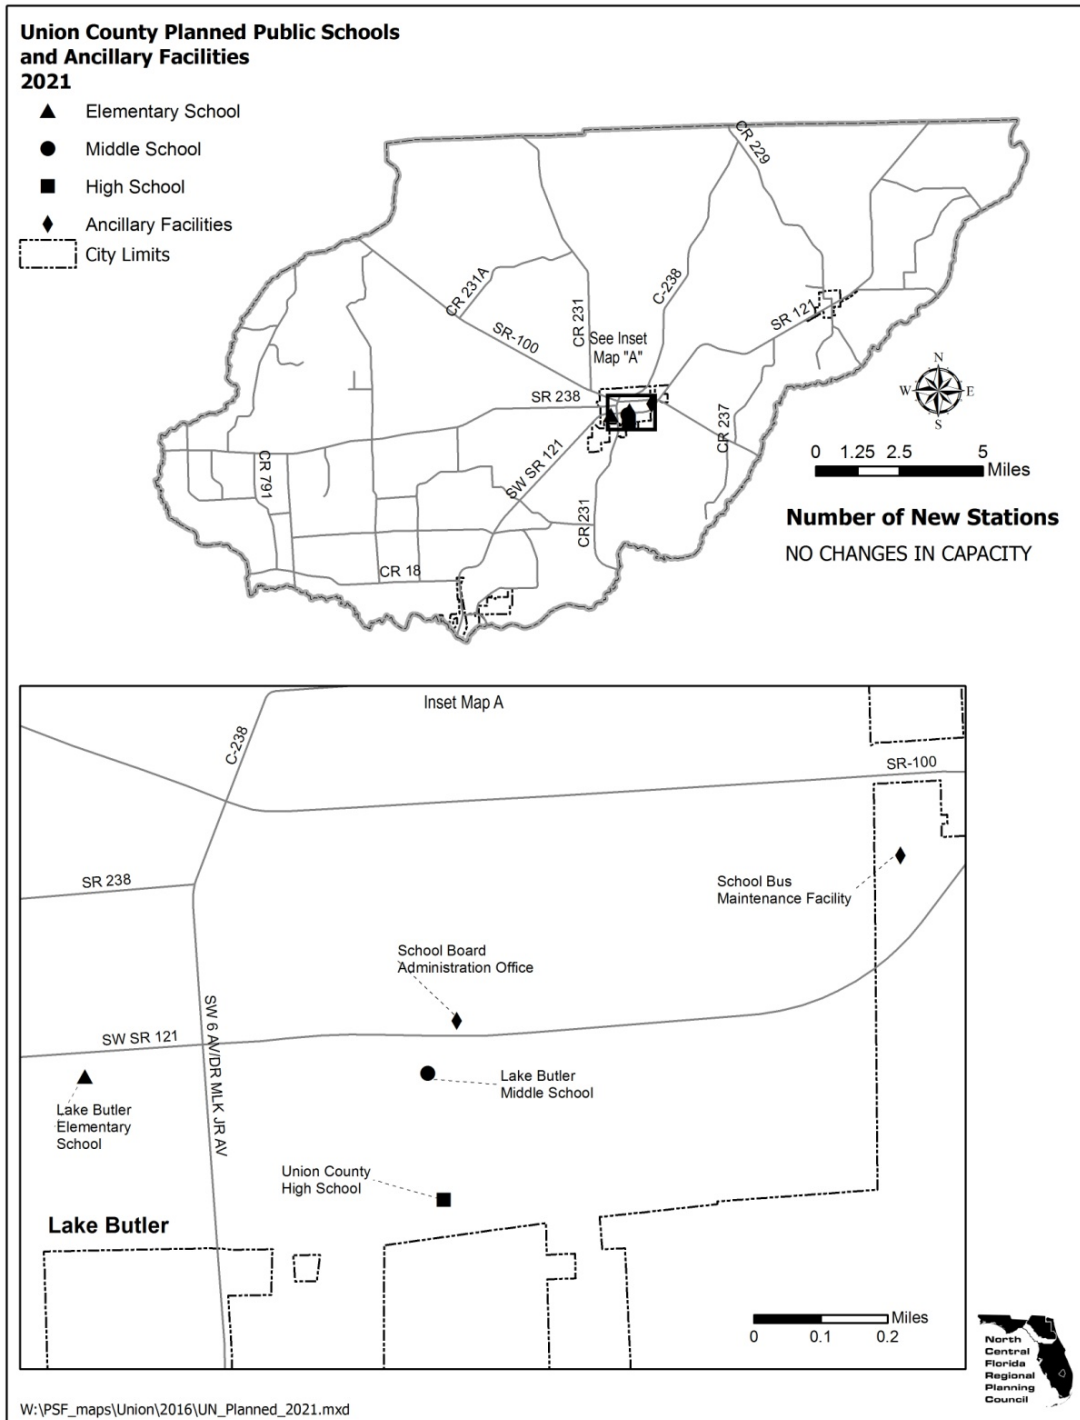 Union County Planned Public Schools
and Ancillary Facilities
2021
Elementary School
Middle School
High School
Ancillary Facilities
City Limits
CR 229
CR 231A
CR 231
C-238
SR-100
SR 121
See Inset
Map "A"
SR 238
CR 237
SW SR 121
CR 791
CR 231
CR 18
N
W
E
S
0 1.25 2.5 5
Miles
Number of New Stations
NO CHANGES IN CAPACITY
Inset Map A
C-238
SR-100
SR 238
School Bus
Maintenance Facility
School Board
Administration Office
SW SR 121
SW 6 AV/DR MLK JR AV
Lake Butler
Middle School
Lake Butler
Elementary
School
Union County
High School
Lake Butler
Miles
0 0.1 0.2
North
Central
Florida
Regional
Planning
Council
W:\PSF_maps\Union\2016\UN_Planned_2021.mxd